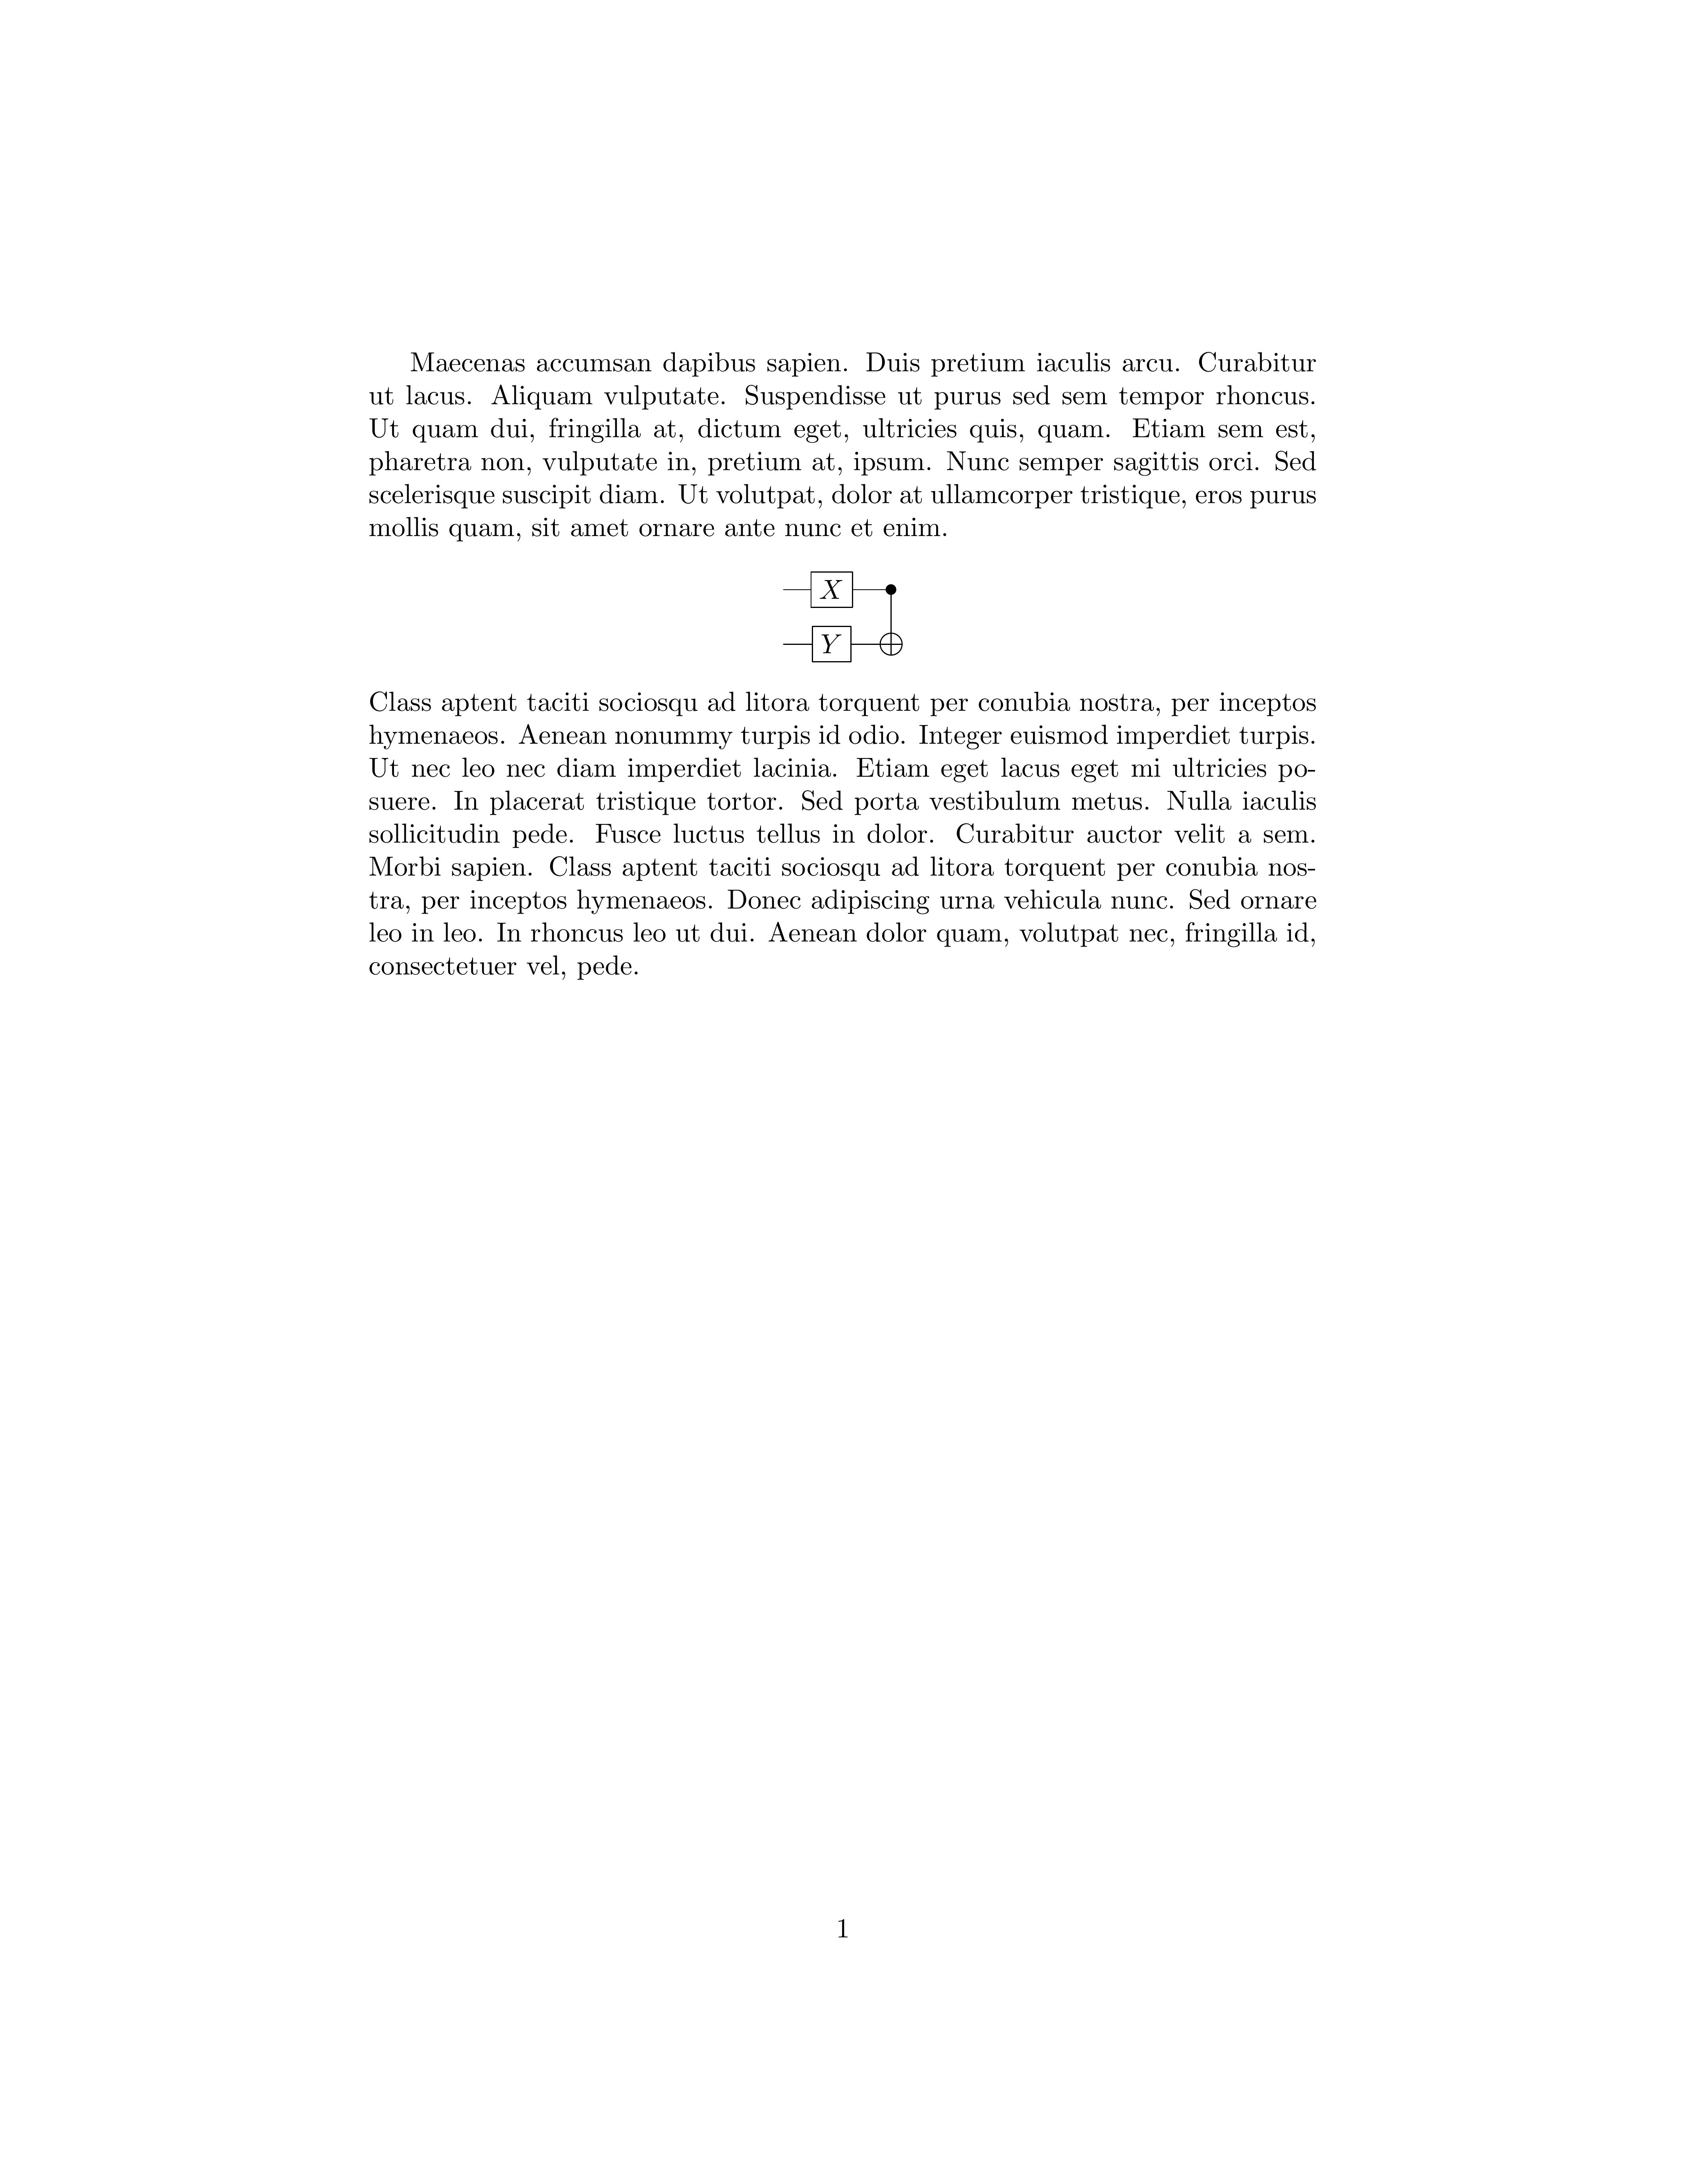 Maecenas accumsan dapibus sapien. Duis pretium iaculis arcu. Curabitur
ut lacus. Aliquam vulputate. Suspendisse ut purus sed sem tempor rhoncus.
Ut quam dui, fringilla at, dictum eget, ultricies quis, quam. Etiam sem est,
pharetra non, vulputate in, pretium at, ipsum. Nunc semper sagittis orci. Sed
scelerisque suscipit diam. Ut volutpat, dolor at ullamcorper tristique, eros purus
mollis quam, sit amet ornare ante nunc et enim.
X
Y
Class aptent taciti sociosqu ad litora torquent per conubia nostra, per inceptos
hymenaeos. Aenean nonummy turpis id odio. Integer euismod imperdiet turpis.
Ut nec leo nec diam imperdiet lacinia. Etiam eget lacus eget mi ultricies po-
suere. In placerat tristique tortor. Sed porta vestibulum metus. Nulla iaculis
sollicitudin pede. Fusce luctus tellus in dolor. Curabitur auctor velit a sem.
Morbi sapien. Class aptent taciti sociosqu ad litora torquent per conubia nos-
tra, per inceptos hymenaeos. Donec adipiscing urna vehicula nunc. Sed ornare
leo in leo. In rhoncus leo ut dui. Aenean dolor quam, volutpat nec, fringilla id,
consectetuer vel, pede.
1